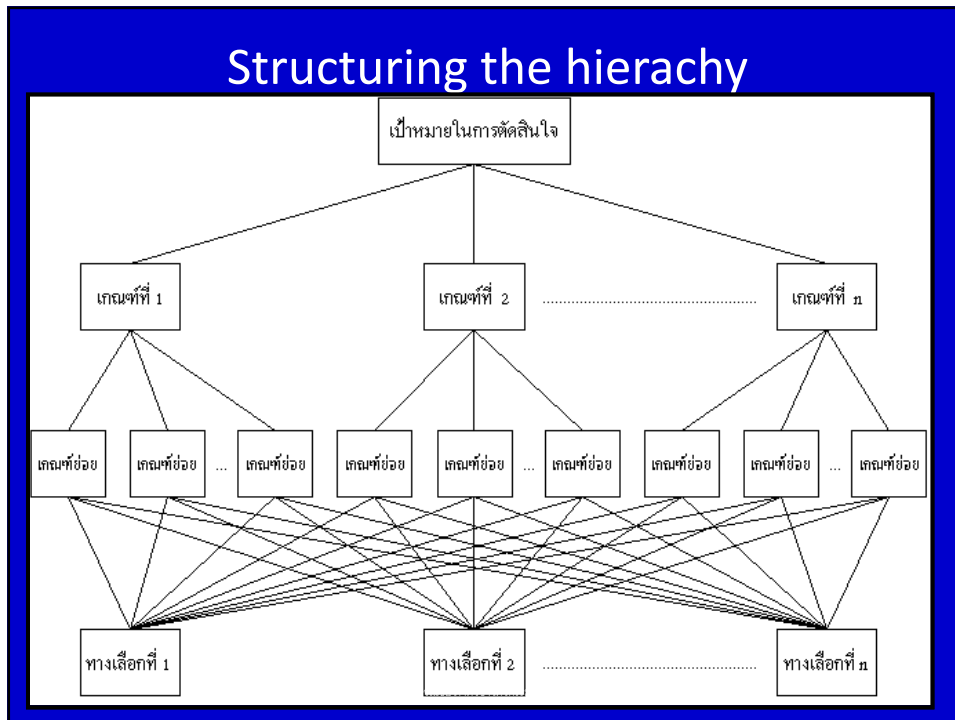 Structuring the hierachy
เป้าหมายในการตัดสินใจ
เกณฑ์ที่ 1
เกณฑ์ที่ 2
.....................................................
เกณฑ์ที่ n
เกณฑ์ย่อย
เกณฑ์ย่อย
...
เกณฑ์ย่อย
เกณฑ์ย่อย
เกณฑ์ย่อย
...
เกณฑ์ย่อย
เกณฑ์ย่อย
เกณฑ์ย่อย
...
เกณฑ์ย่อย
ทางเลือกที่ 1
ทางเลือกที่ 2
.....................................................
ทางเลือกที่ n